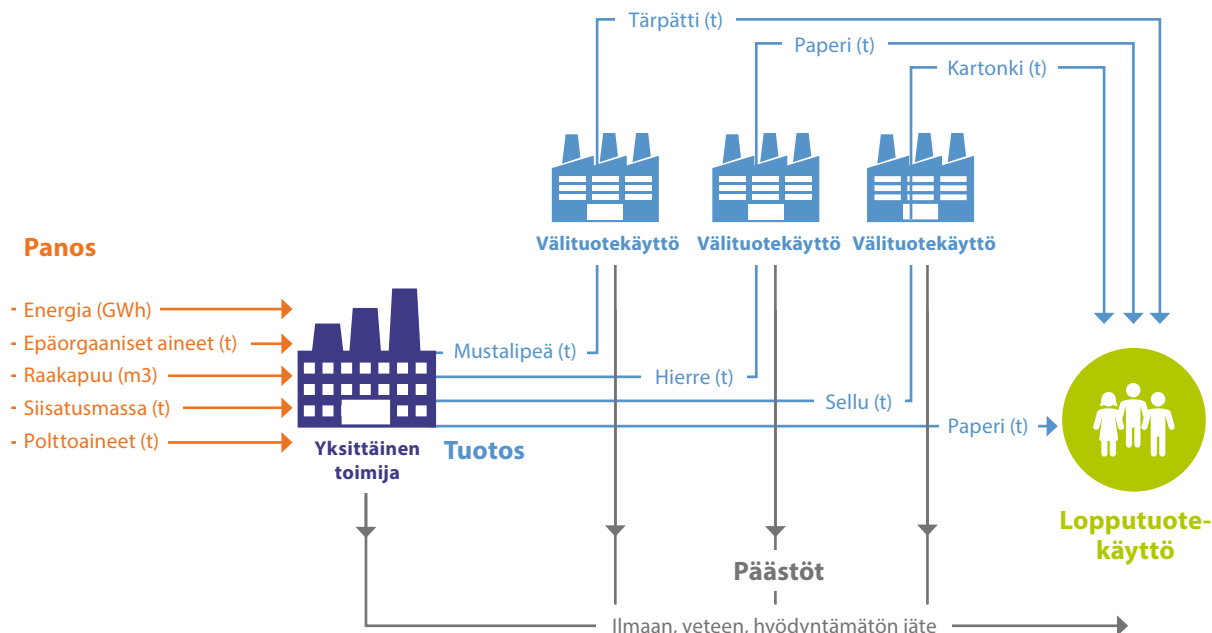 Tärpätti (t)
Paperi (t)
Kartonki (t)
Välituotekäyttö
Välituotekäyttö
Välituotekäyttö
Panos
- Energia (GWh)
- Epäorgaaniset aineet (t)
- Raakapuu (m3)
- Siisatusmassa (t)
- Polttoaineet (t)
Yksittäinen
toimija
Tuotos
Mustalipeä (t)
Hierre (t)
Sellu (t)
Paperi (t)
Lopputuote-
käyttö
Päästöt
Ilmaan, veteen, hyödyntämätön jäte